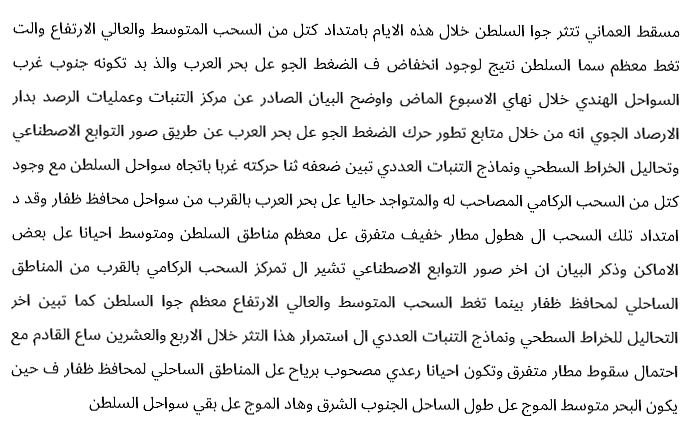 مسقط العماني تتثر جوا السلطن خلال هذه الايام بامتداد كتل من السحب المتوسط والعالي الارتفاع والت
تغط معظم سما السلطن نتيج لوجود انخفاض ف الضغط الجو عل بحر العرب والذ بد تكونه جنوب غرب
السواحل الهندي خلال نهاي الاسبوع الماض واوضح البيان الصادر عن مركز التنبات وعمليات الرصد بدار
الارصاد الجوي انه من خلال متابع تطور حرك الضغط الجو عل بحر العرب عن طريق صور التوابع الاصطناعي
وتحاليل الخراط السطحي ونماذج التنبات العددي تبين ضعفه ثنا حركته غربا باتجاه سواحل السلطن مع وجود
كتل من السحب الركامي المصاحب له والمتواجد حاليا عل بحر العرب بالقرب من سواحل محافظ ظفار وقد د
امتداد تلك السحب ال هطول مطار خفيف متفرق عل معظم مناطق السلطن ومتوسط احيانا عل بعض
الاماكن وذكر البيان ان اخر صور التوابع الاصطناعي تشير ال تمركز السحب الركامي بالقرب من المناطق
الساحلي لمحافظ ظفار بينما تغط السحب المتوسط والعالي الارتفاع معظم جوا السلطن كما تبين اخر
التحاليل للخراط السطحي ونماذج التنبات العددي ال استمرار هذا التثر خلال الاربع والعشرين ساع القادم مع
احتمال سقوط مطار متفرق وتكون احيانا رعدي مصحوب برياح عل المناطق الساحلي لمحافظ ظفار ف حين
يكون البحر متوسط الموج عل طول الساحل الجنوب الشرق وهاد الموج عل بقي سواحل السلطن